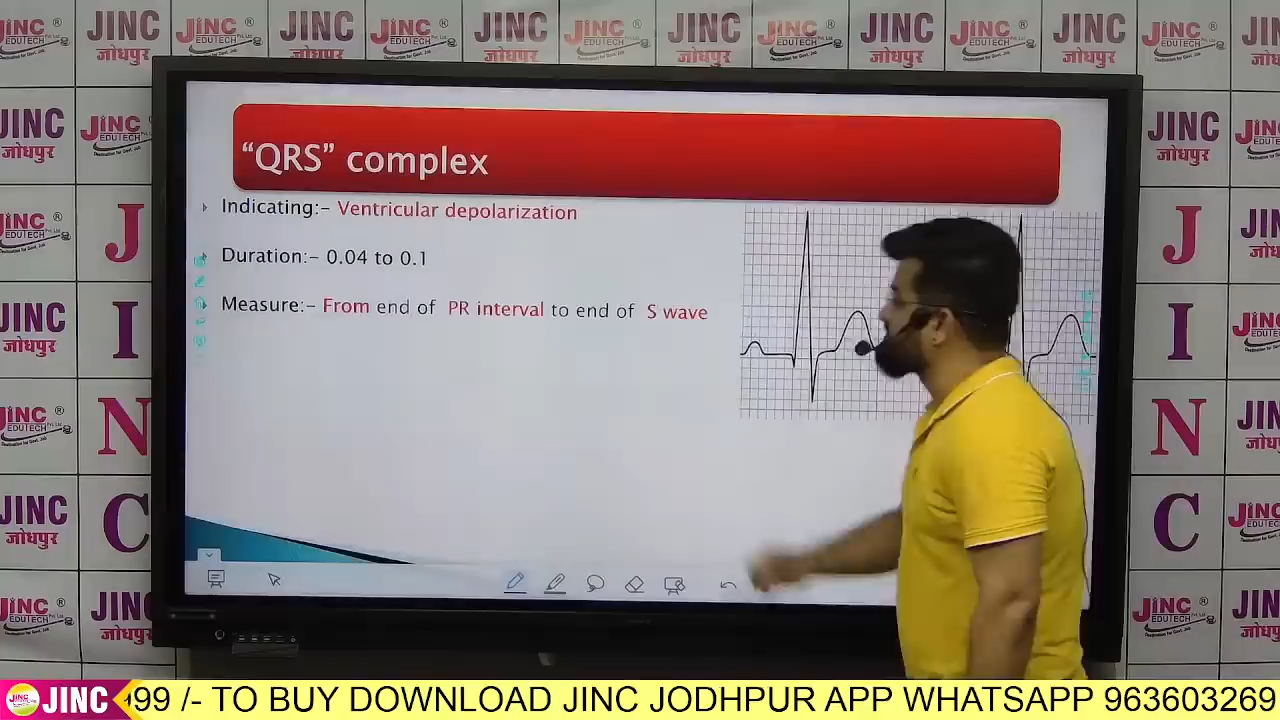 “QRS” complex
Indicating:- Ventricular depolarization
Duration:- 0.04 to 0.1
Measure:- From end of PR interval to end of S wave
JINC
EDUTECH
जोधपुर
J
I
N
C
JINC
99 /- TO BUY DOWNLOAD JINC JODHPUR APP WHATSAPP 963603269